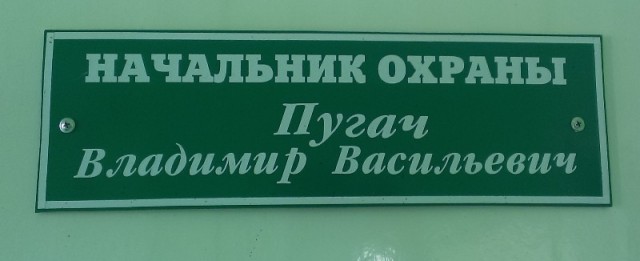 НАЧАЛЬНИК ОХРАНЫ
Пугач
Владимир Васильевич